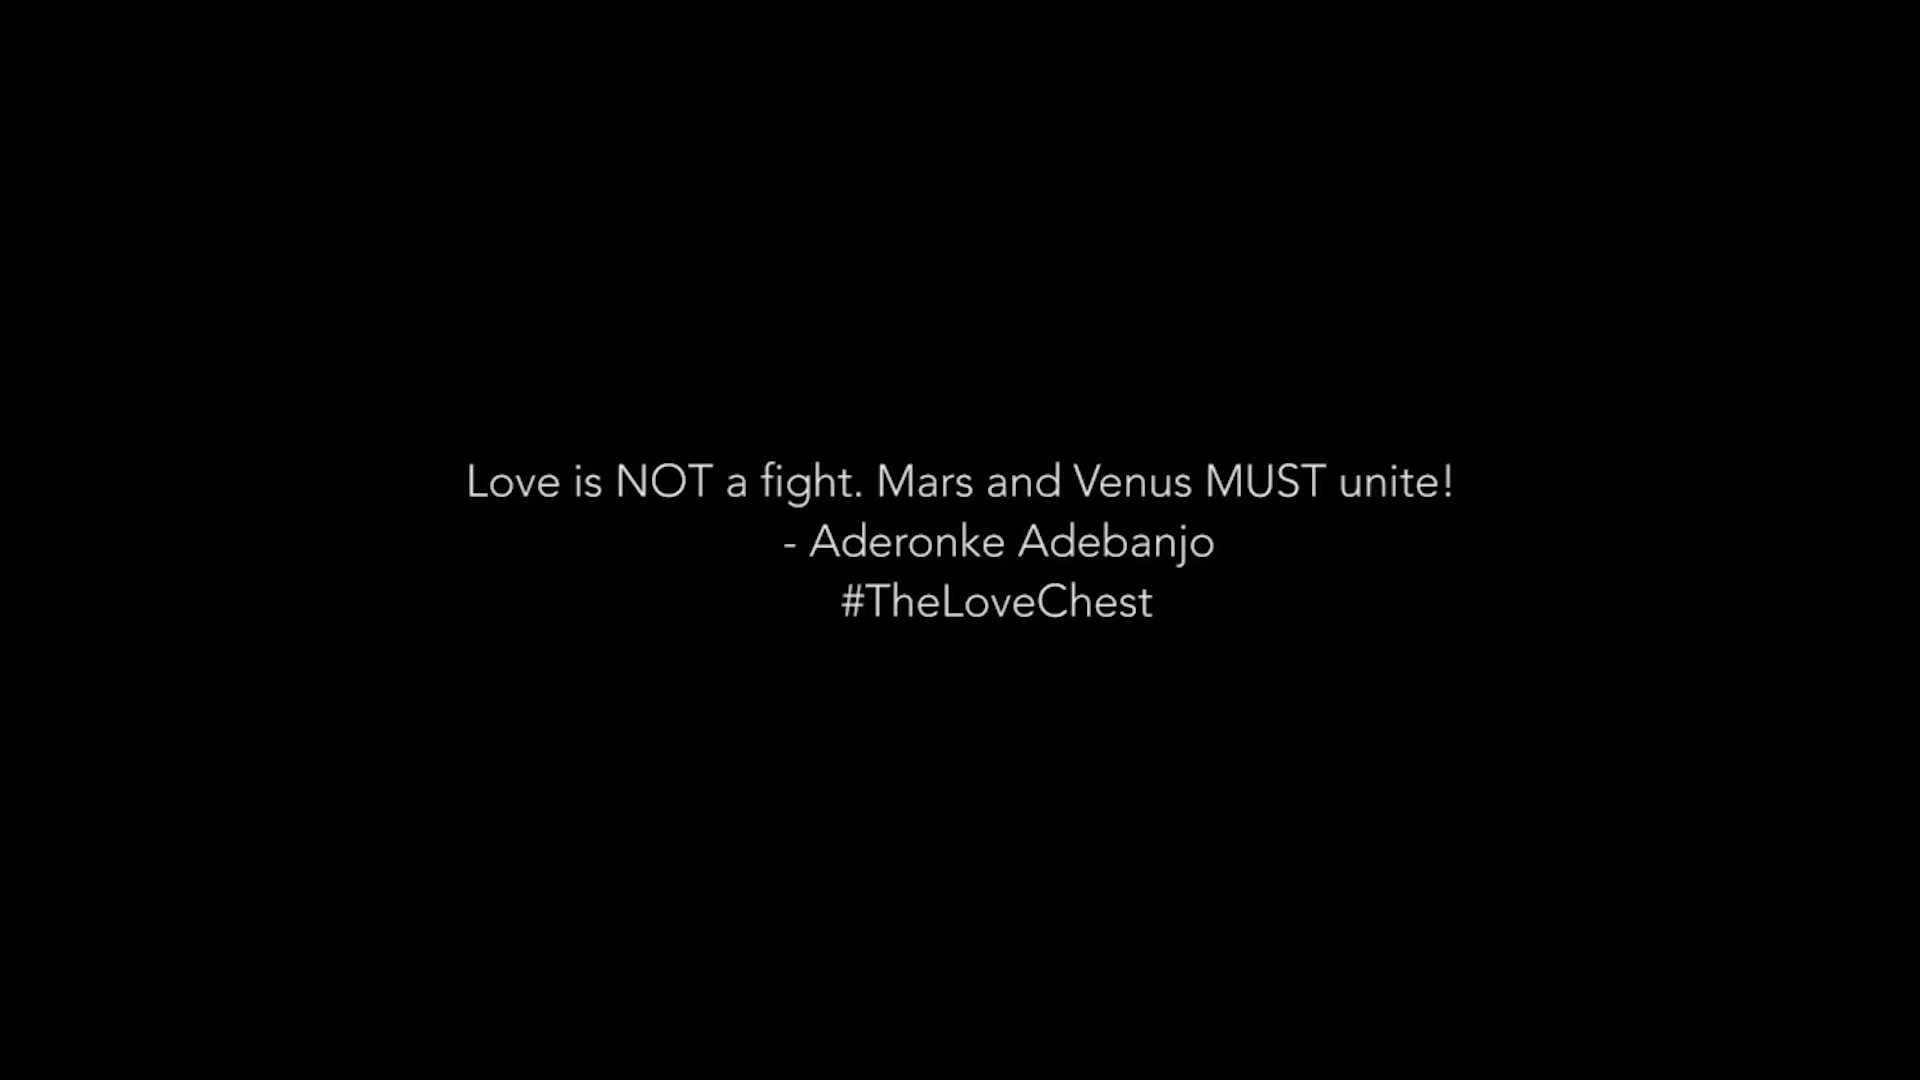 Love is NOT a fight. Mars and Venus MUST unite!
- Aderonke Adebanjo
#TheLoveChest